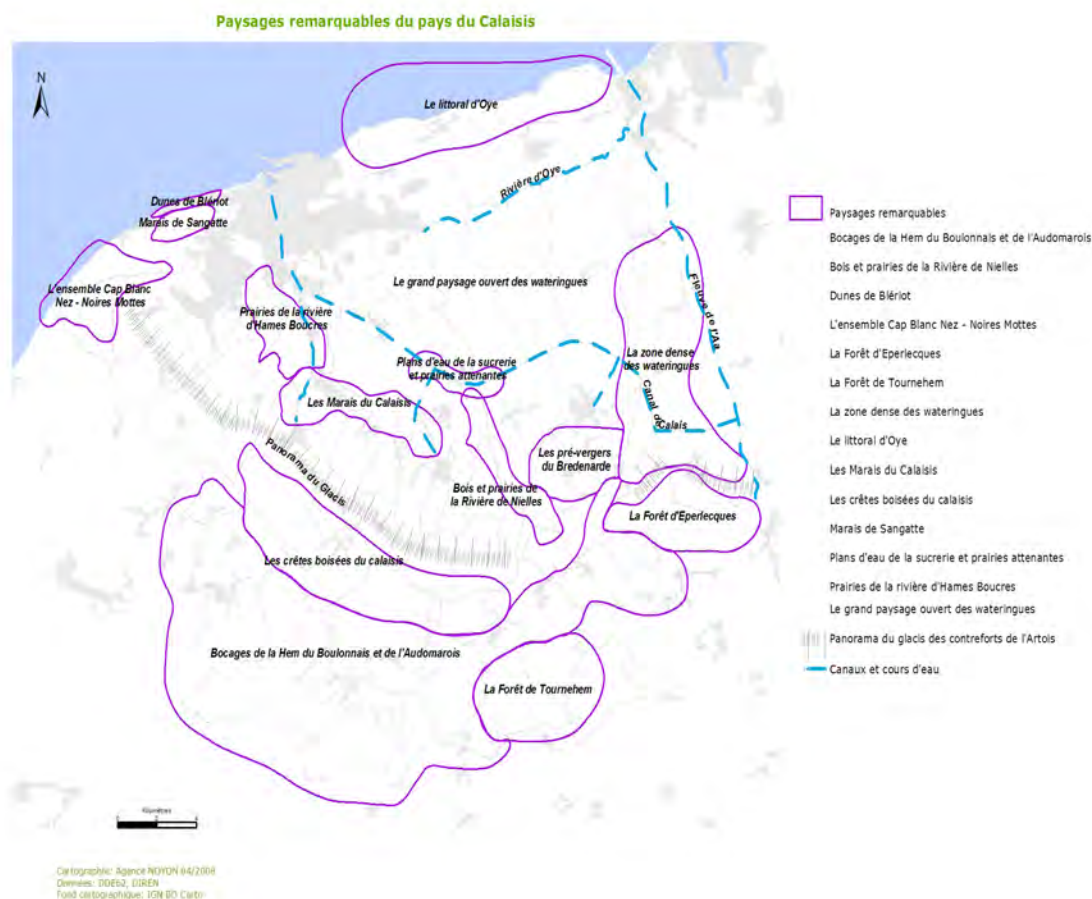 Paysages remarquables du pays du Calaisis
N
Le littoral d'Oye
Rivière d'Oye
Dunes de Blériot
Marais de Sangatte
L'ensemble Cap Blanc
Nez - Noires Mottes
Le grand paysage ouvert des wateringues
Fleuve de l'Aa
Prairies de la rivière
d'Hames Boucres
Plans d'eau de la sucrerie
et prairies attenantes
La zone dense
des wateringues
Les Marais du Calaisis
Canal de Calais
Panorama du Glacis
Les pré-vergers
du Bredenarde
Bois et prairies de
la Rivière de Nielles
La Forêt d'Eperlecques
Les crêtes boisées du calaisis
Bocages de la Hem du Boulonnais et de l'Audomarois
La Forêt de Tournehem
Paysages remarquables
Bocages de la Hem du Boulonnais et de l'Audomarois
Bois et prairies de la Rivière de Nielles
Dunes de Blériot
L'ensemble Cap Blanc Nez - Noires Mottes
La Forêt d'Eperlecques
La Forêt de Tournehem
La zone dense des wateringues
Le littoral d'Oye
Les Marais du Calaisis
Les crêtes boisées du calaisis
Marais de Sangatte
Plans d'eau de la sucrerie et prairies attenantes
Prairies de la rivière d'Hames Boucres
Le grand paysage ouvert des wateringues
Panorama du glacis des contreforts de l'Artois
Canaux et cours d'eau
Kilomètres
Cartographie: Agence NOYON 04/2008
Données: DDE62, DIREN
Fond cartographique: IGN BD Carto